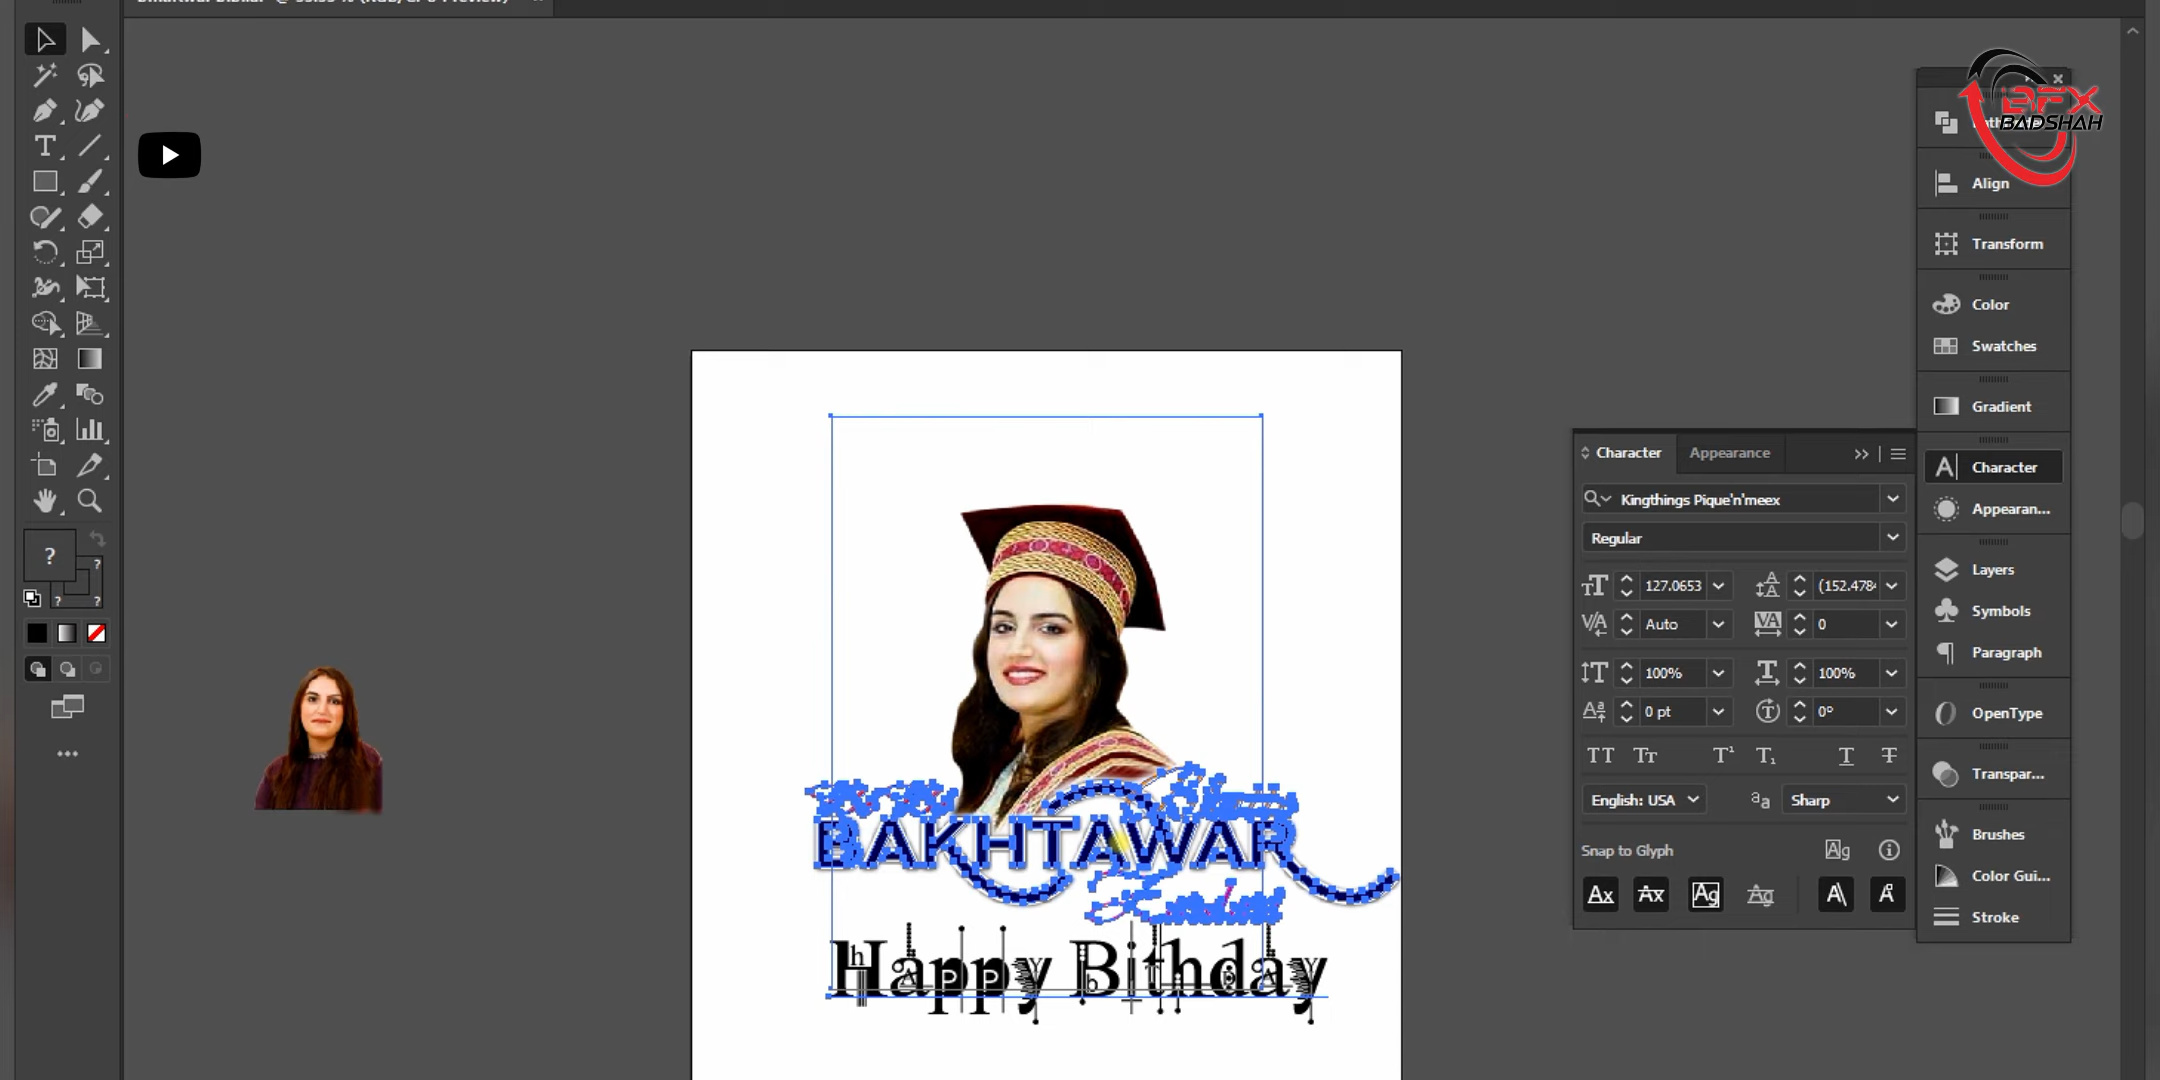 BFX
BADSHAH
Align
Transform
Color
Swatches
Gradient
Character
Appearan...
Layers
Symbols
Paragraph
OpenType
Transpar...
Brushes
Color Gui...
Stroke
Character
Appearance
Kingthings Pique'n'meex
Regular
127.0653
(152.478
Auto
0
100%
100%
0 pt
0°
English: USA
Sharp
Snap to Glyph
BAKHTAWAR
Happy Bithday